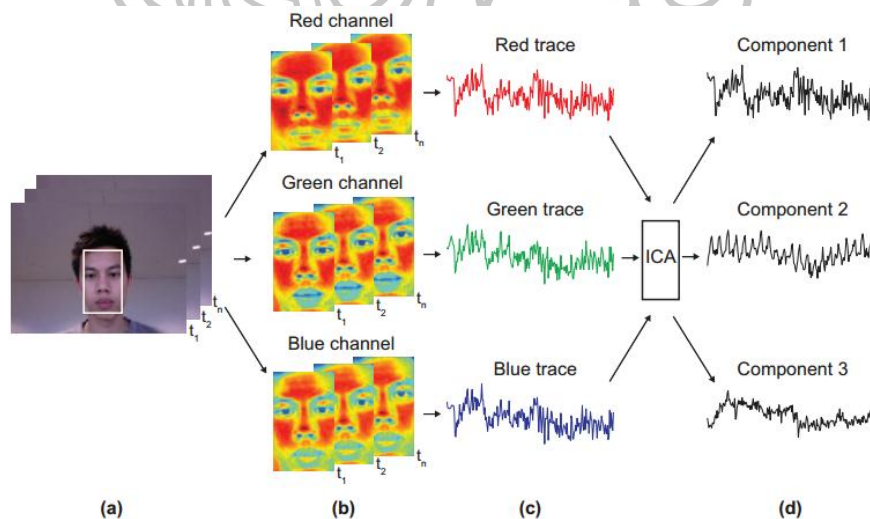 Red channel
Red trace
Component 1
t1
t2
tn
Green channel
Green trace
Component 2
ICA
t1
t2
tn
t1
t2
tn
Blue channel
Blue trace
Component 3
t1
t2
tn
(a)
(b)
(c)
(d)